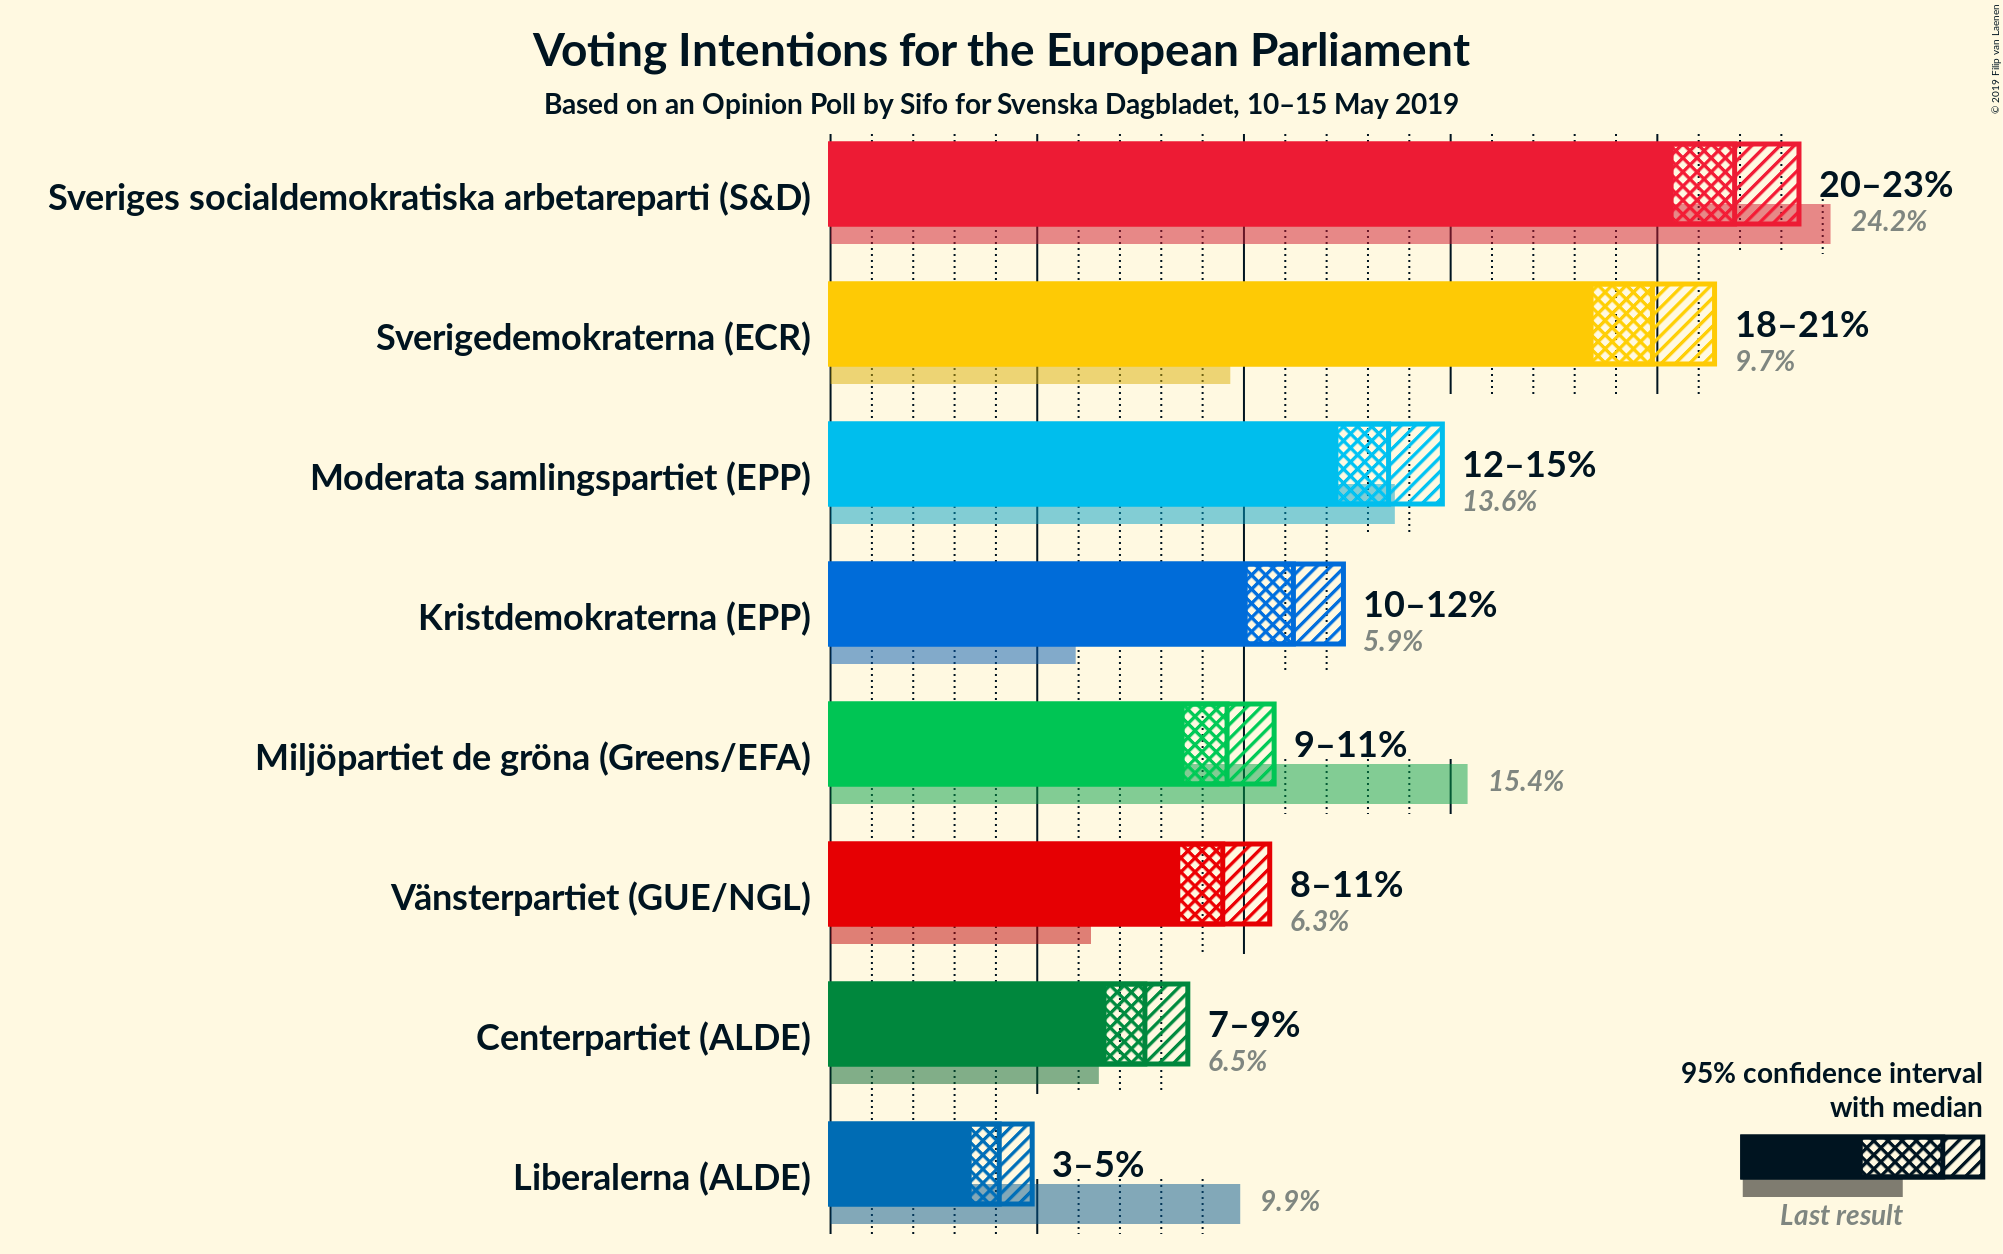 Voting Intentions for the European Parliament
Based on an Opinion Poll by Sifo for Svenska Dagbladet, 10–15 May 2019
© 2019 Filip van Laenen
Sveriges socialdemokratiska arbetareparti (S&D)
20–23%
24.2%
Sverigedemokraterna (ECR)
18–21%
9.7%
Moderata samlingspartiet (EPP)
12–15%
13.6%
Kristdemokraterna (EPP)
10–12%
5.9%
Miljöpartiet de gröna (Greens/EFA)
9–11%
15.4%
Vänsterpartiet (GUE/NGL)
8–11%
6.3%
Centerpartiet (ALDE)
7–9%
6.5%
Liberalerna (ALDE)
3–5%
9.9%
95% confidence interval
with median
Last result